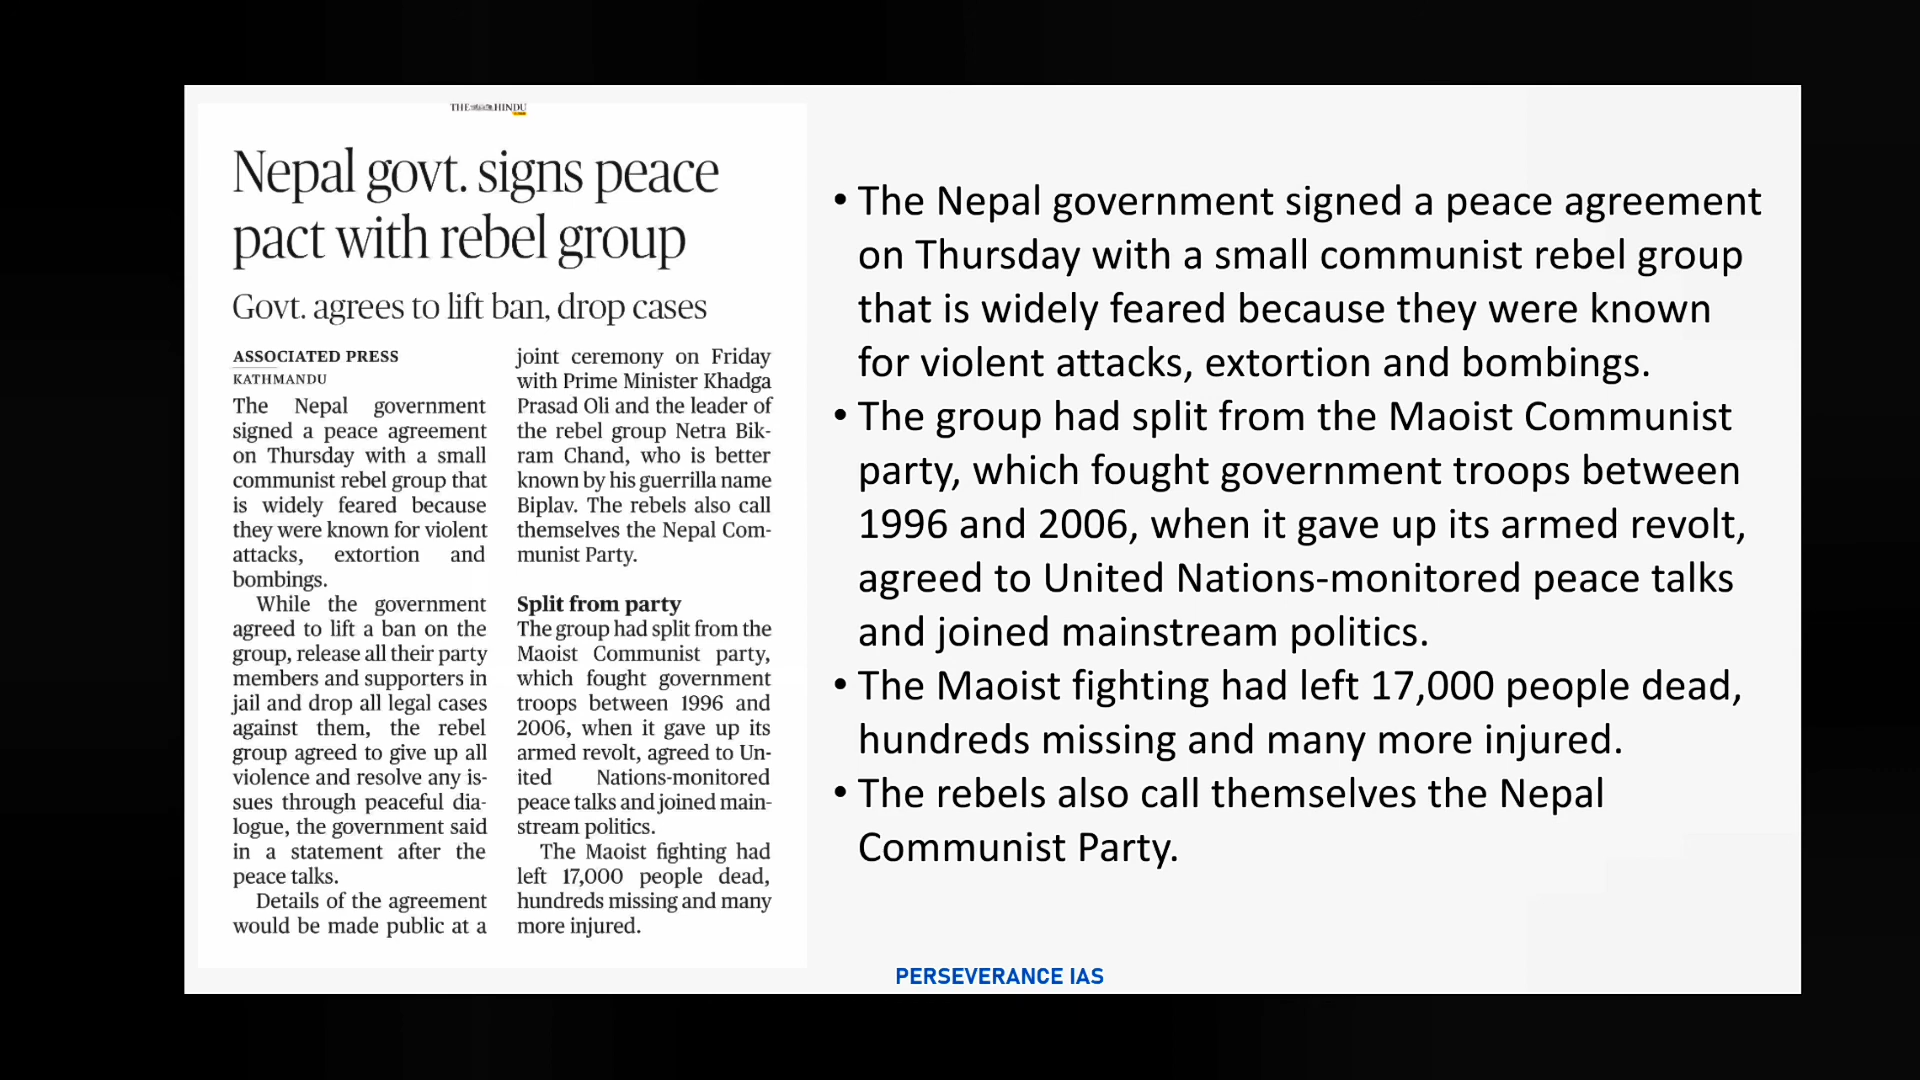 THE HINDU
Nepal govt. signs peace
pact with rebel group
Govt. agrees to lift ban, drop cases
ASSOCIATED PRESS
KATHMANDU
The Nepal government
signed a peace agreement
on Thursday with a small
communist rebel group that
is widely feared because
they were known for violent
attacks, extortion and
bombings.
While the government
agreed to lift a ban on the
group, release all their party
members and supporters in
jail and drop all legal cases
against them, the rebel
group agreed to give up all
violence and resolve any is-
sues through peaceful dia-
logue, the government said
in a statement after the
peace talks.
Details of the agreement
would be made public at a
joint ceremony on Friday
with Prime Minister Khadga
Prasad Oli and the leader of
the rebel group Netra Bik-
ram Chand, who is better
known by his guerrilla name
Biplav. The rebels also call
themselves the Nepal Com-
munist Party.
Split from party
The group had split from the
Maoist Communist party,
which fought government
troops between 1996 and
2006, when it gave up its
armed revolt, agreed to Un-
ited Nations-monitored
peace talks and joined main-
stream politics.
The Maoist fighting had
left 17,000 people dead,
hundreds missing and many
more injured.
• The Nepal government signed a peace agreement
on Thursday with a small communist rebel group
that is widely feared because they were known
for violent attacks, extortion and bombings.
• The group had split from the Maoist Communist
party, which fought government troops between
1996 and 2006, when it gave up its armed revolt,
agreed to United Nations-monitored peace talks
and joined mainstream politics.
• The Maoist fighting had left 17,000 people dead,
hundreds missing and many more injured.
• The rebels also call themselves the Nepal
Communist Party.
PERSEVERANCE IAS